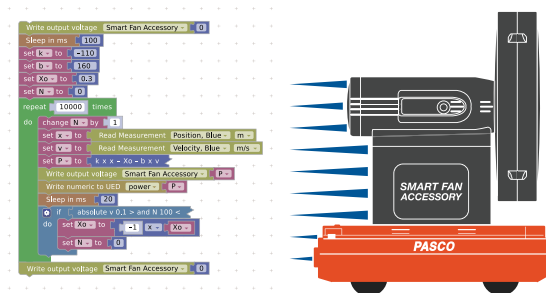 Write output voltage Smart Fan Accessory 0
Sleep in ms 100
set k to -110
set b to 160
set Xo to 0.3
set N to 0
repeat 10000 times
do change N by 1
set x to Read Measurement Position, Blue m
set v to Read Measurement Velocity, Blue m/s
set P to k x x - Xo - b x v
Write output voltage Smart Fan Accessory P
Write numeric to UED power P
Sleep in ms 20
if absolute v 0,1 > and N 100 <
do set Xo to -1 x Xo
set N to 0
Write output voltage Smart Fan Accessory 0
SMART FAN
ACCESSORY
PASCO